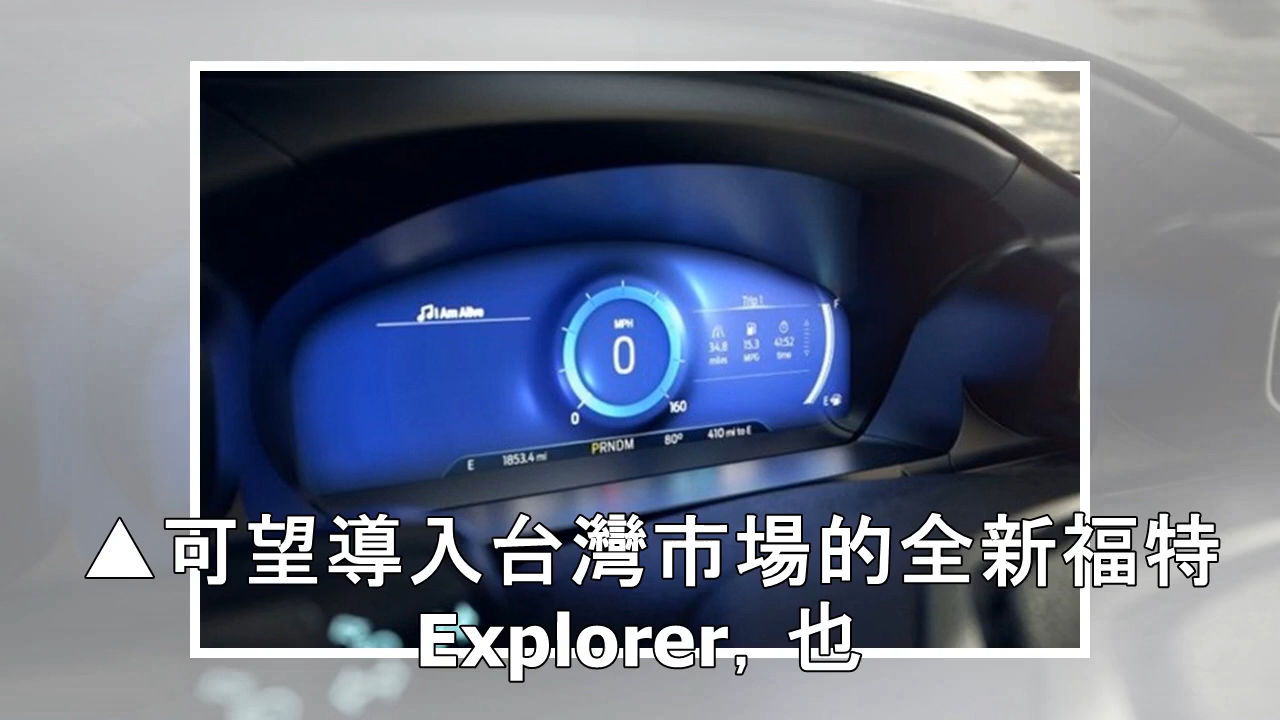 I Am Alive
MPH
0
0
160
Trip 1
34.8
15.3
41:52
miles
MPG
time
F
E
E
1853.4 mi
PRNDM
80°
410 mi to E
▲可望導入台灣市場的全新福特
Explorer，也